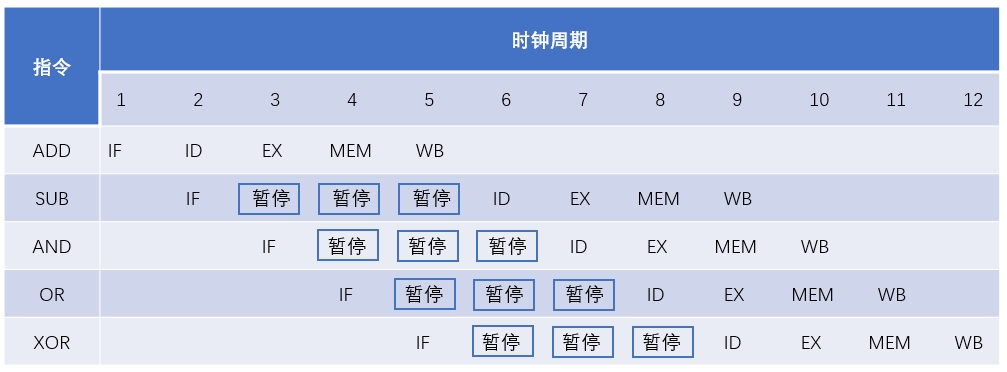 时钟周期
指令
1 2 3 4 5 6 7 8 9 10 11 12
ADD IF ID EX MEM WB
SUB IF 暂停 暂停 暂停 ID EX MEM WB
AND IF 暂停 暂停 暂停 ID EX MEM WB
OR IF 暂停 暂停 暂停 ID EX MEM WB
XOR IF 暂停 暂停 暂停 ID EX MEM WB